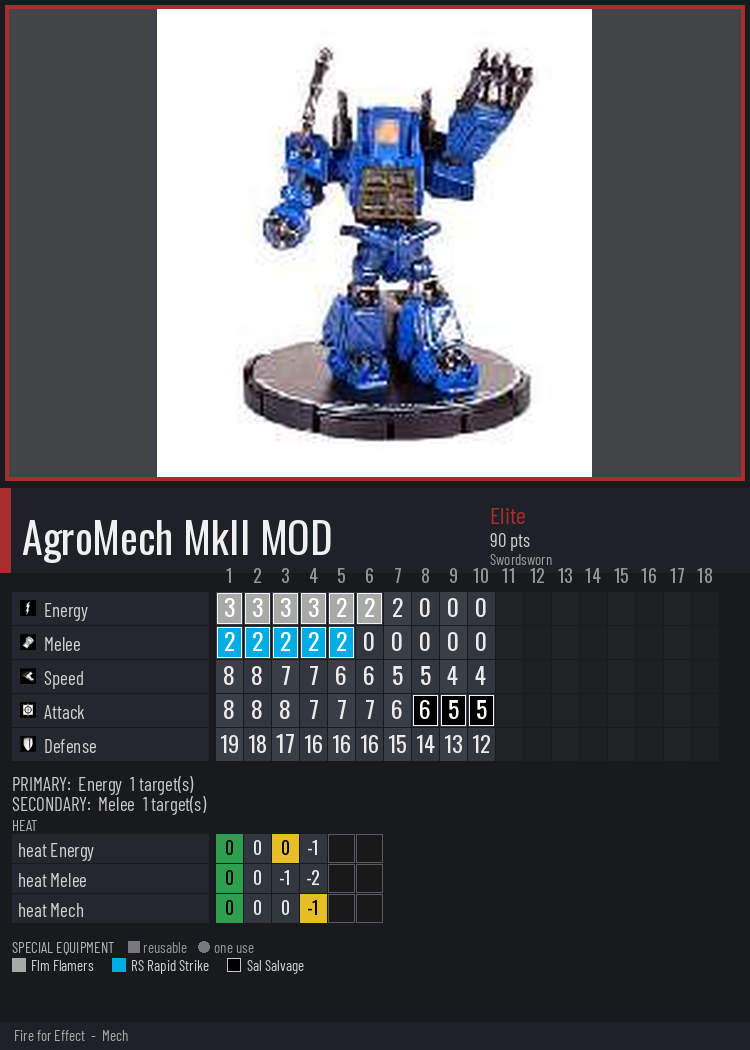 AgroMech MkII MOD
Elite
90 pts
Swordsworn
1 2 3 4 5 6 7 8 9 10 11 12 13 14 15 16 17 18
Energy 3 3 3 3 2 2 2 0 0 0
Melee 2 2 2 2 2 0 0 0 0 0
Speed 8 8 7 7 6 6 5 5 4 4
Attack 8 8 8 7 7 7 6 6 5 5
Defense 19 18 17 16 16 16 15 14 13 12
PRIMARY: Energy 1 target(s)
SECONDARY: Melee 1 target(s)
HEAT
heat Energy 0 0 0 -1
heat Melee 0 0 -1 -2
heat Mech 0 0 0 -1
SPECIAL EQUIPMENT reusable one use
Flm Flamers RS Rapid Strike Sal Salvage
Fire for Effect - Mech